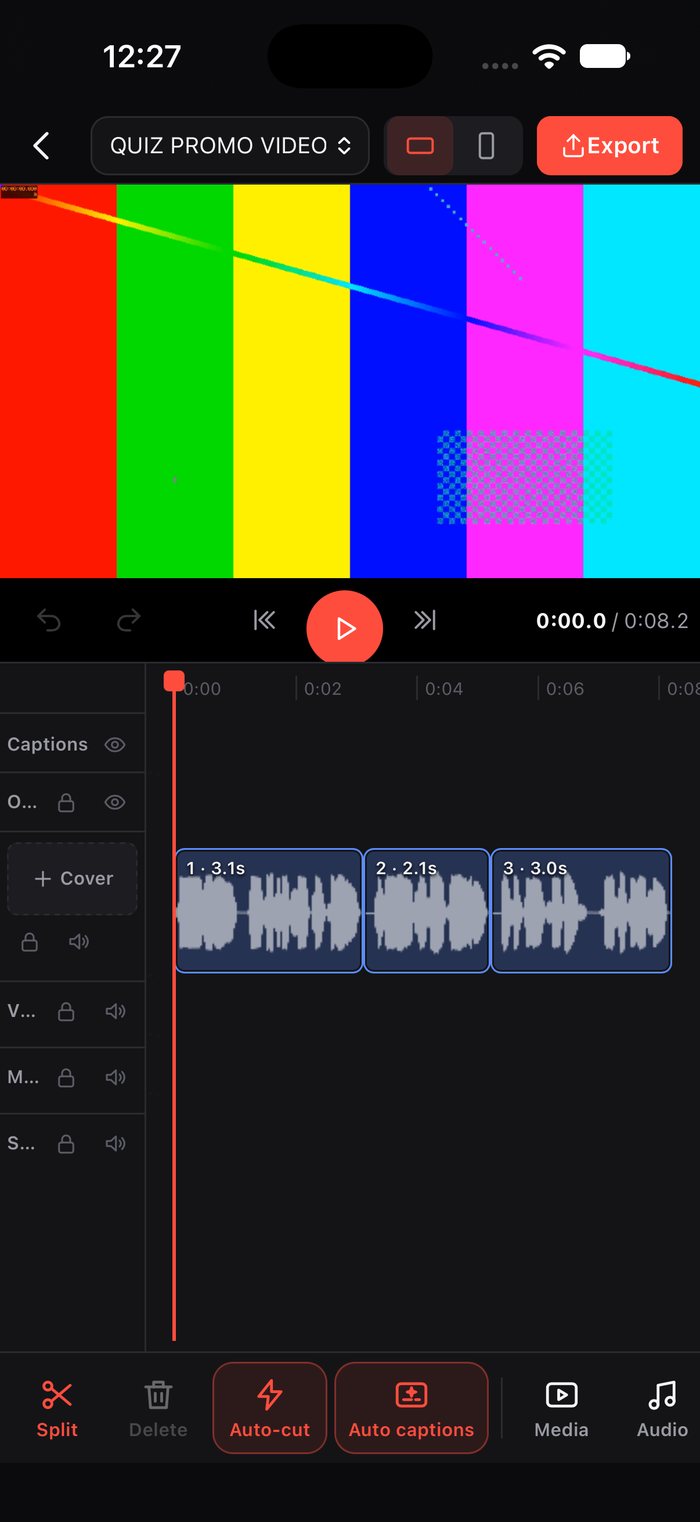 12:27
QUIZ PROMO VIDEO
Export
0:00.0 / 0:08.2
0:00
0:02
0:04
0:06
Captions
O...
+ Cover
1 · 3.1s
2 · 2.1s
3 · 3.0s
V...
M...
S...
Split
Delete
Auto-cut
Auto captions
Media
Audio